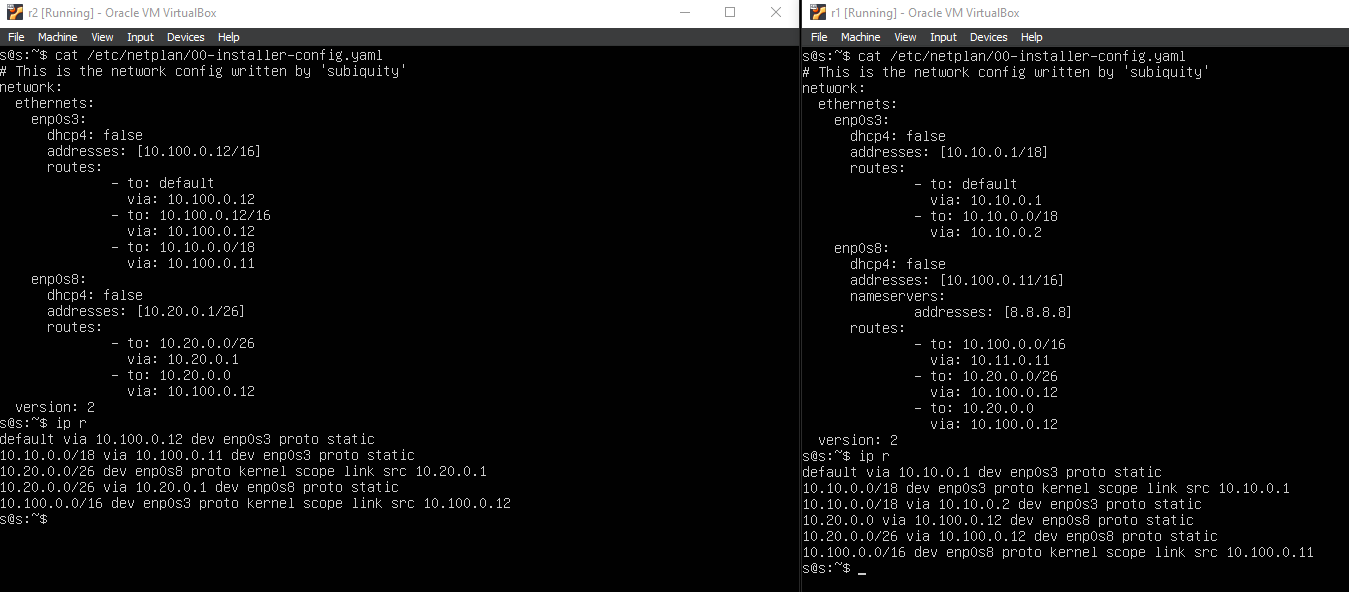 r2 [Running] - Oracle VM VirtualBox
File Machine View Input Devices Help
s@s:~$ cat /etc/netplan/00-installer-config.yaml
# This is the network config written by 'subiquity'
network:
  ethernets:
    enp0s3:
      dhcp4: false
      addresses: [10.100.0.12/16]
      routes:
              - to: default
                via: 10.100.0.12
              - to: 10.100.0.12/16
                via: 10.100.0.12
              - to: 10.10.0.0/18
                via: 10.100.0.11
    enp0s8:
      dhcp4: false
      addresses: [10.20.0.1/26]
      routes:
              - to: 10.20.0.0/26
                via: 10.20.0.1
              - to: 10.20.0.0
                via: 10.100.0.12
  version: 2
s@s:~$ ip r
default via 10.100.0.12 dev enp0s3 proto static
10.10.0.0/18 via 10.100.0.11 dev enp0s3 proto static
10.20.0.0/26 dev enp0s8 proto kernel scope link src 10.20.0.1
10.20.0.0/26 via 10.20.0.1 dev enp0s8 proto static
10.100.0.0/16 dev enp0s3 proto kernel scope link src 10.100.0.12
s@s:~$
r1 [Running] - Oracle VM VirtualBox
File Machine View Input Devices Help
s@s:~$ cat /etc/netplan/00-installer-config.yaml
# This is the network config written by 'subiquity'
network:
  ethernets:
    enp0s3:
      dhcp4: false
      addresses: [10.10.0.1/18]
      routes:
              - to: default
                via: 10.10.0.1
              - to: 10.10.0.0/18
                via: 10.10.0.2
    enp0s8:
      dhcp4: false
      addresses: [10.100.0.11/16]
      nameservers:
              addresses: [8.8.8.8]
      routes:
              - to: 10.100.0.0/16
                via: 10.11.0.11
              - to: 10.20.0.0/26
                via: 10.100.0.12
              - to: 10.20.0.0
                via: 10.100.0.12
  version: 2
s@s:~$ ip r
default via 10.10.0.1 dev enp0s3 proto static
10.10.0.0/18 dev enp0s3 proto kernel scope link src 10.10.0.1
10.10.0.0/18 via 10.10.0.2 dev enp0s3 proto static
10.20.0.0 via 10.100.0.12 dev enp0s8 proto static
10.20.0.0/26 via 10.100.0.12 dev enp0s8 proto static
10.100.0.0/16 dev enp0s8 proto kernel scope link src 10.100.0.11
s@s:~$ _